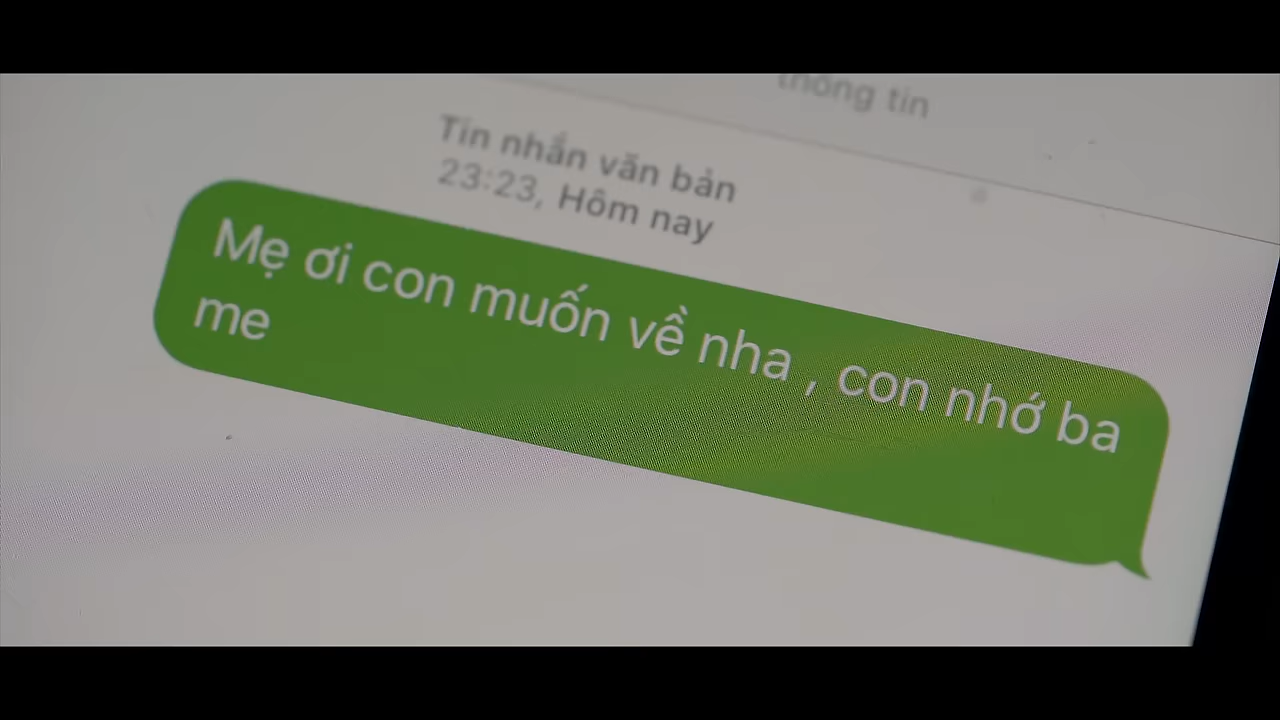 thông tin
Tin nhắn văn bản
23:23, Hôm nay
Mẹ ơi con muốn về nha , con nhớ ba
me